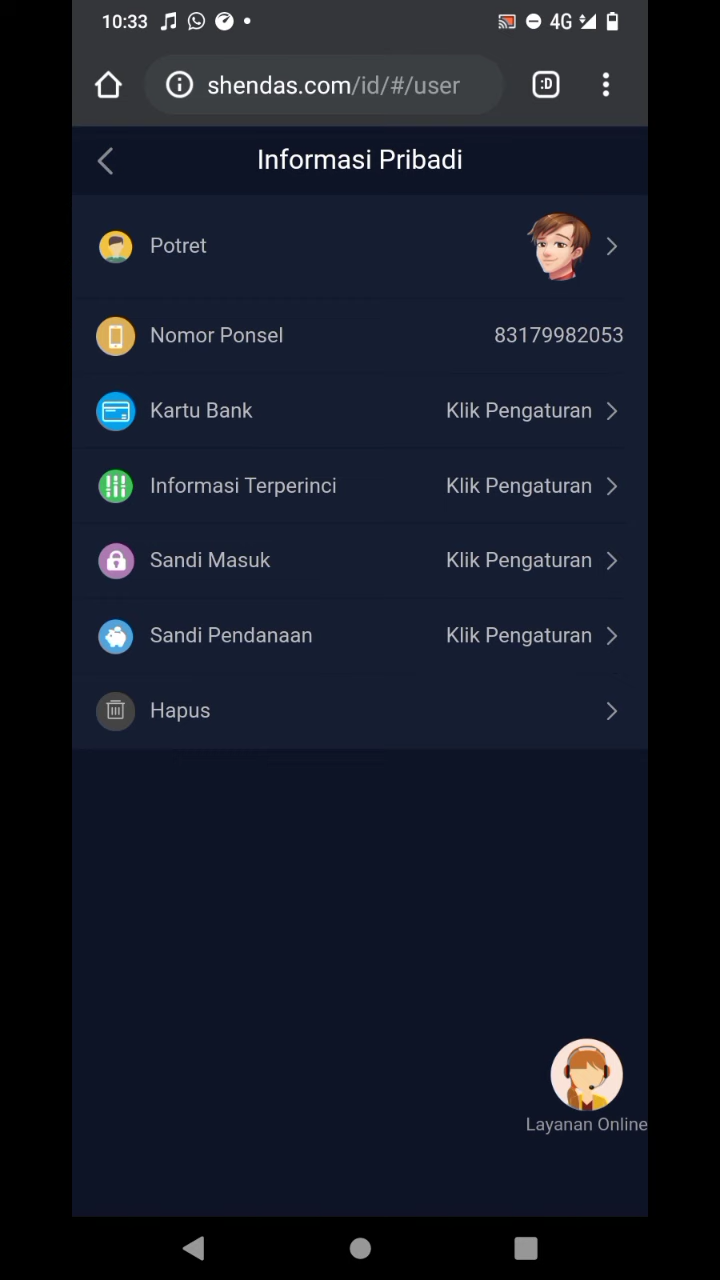 10:33 4G
shendas.com/id/#/user :D
Informasi Pribadi
Potret
Nomor Ponsel 83179982053
Kartu Bank Klik Pengaturan
Informasi Terperinci Klik Pengaturan
Sandi Masuk Klik Pengaturan
Sandi Pendanaan Klik Pengaturan
Hapus
Layanan Online